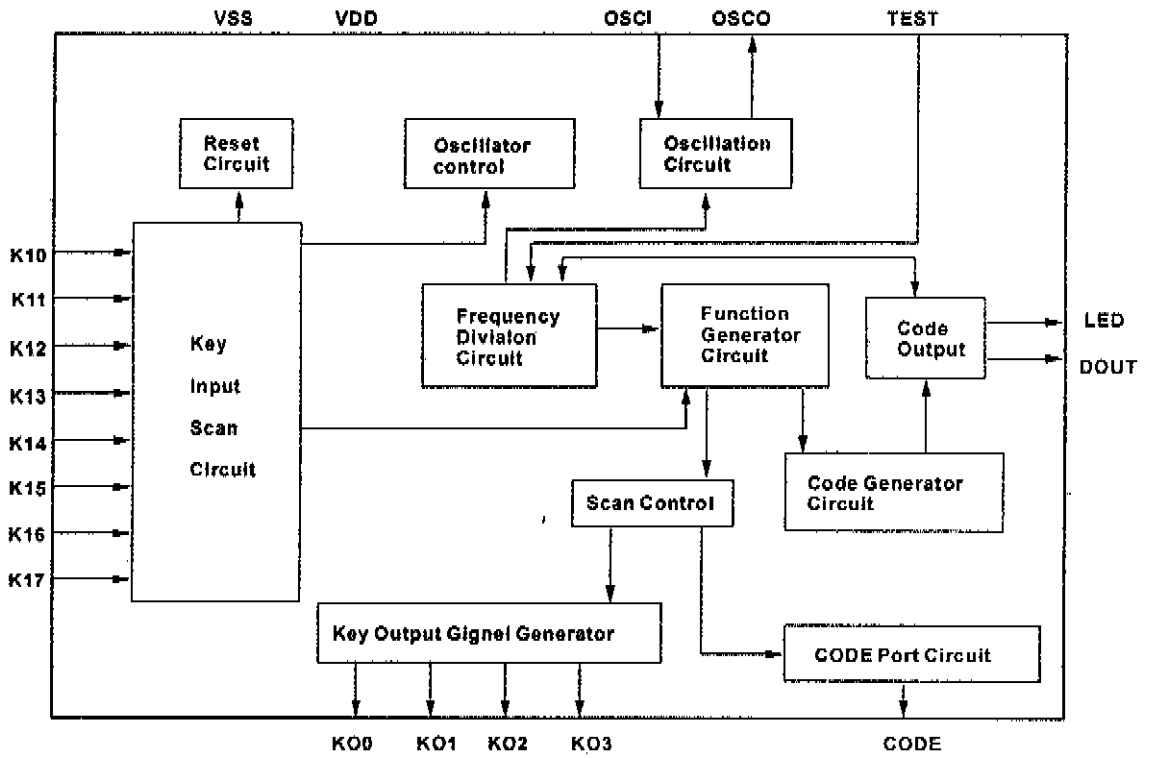 VSS VDD OSCI OSCO TEST
Reset
Circuit
Oscillator
control
Oscillation
Circuit
K10
K11
K12
K13
K14
K15
K16
K17
Key
Input
Scan
Circuit
Frequency
Division
Circuit
Function
Generator
Circuit
Code
Output
LED
DOUT
Scan Control
Code Generator
Circuit
Key Output Gignel Generator
CODE Port Circuit
KO0 KO1 KO2 KO3 CODE